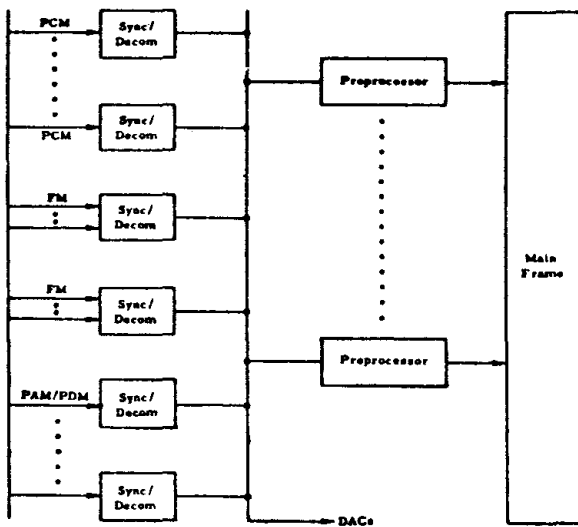 PCM
Sync/
Decom
Preprocessor
PCM
Sync/
Decom
FM
Sync/
Decom
Main
Frame
FM
Sync/
Decom
Preprocessor
PAM/PDM
Sync/
Decom
Sync/
Decom
DACs